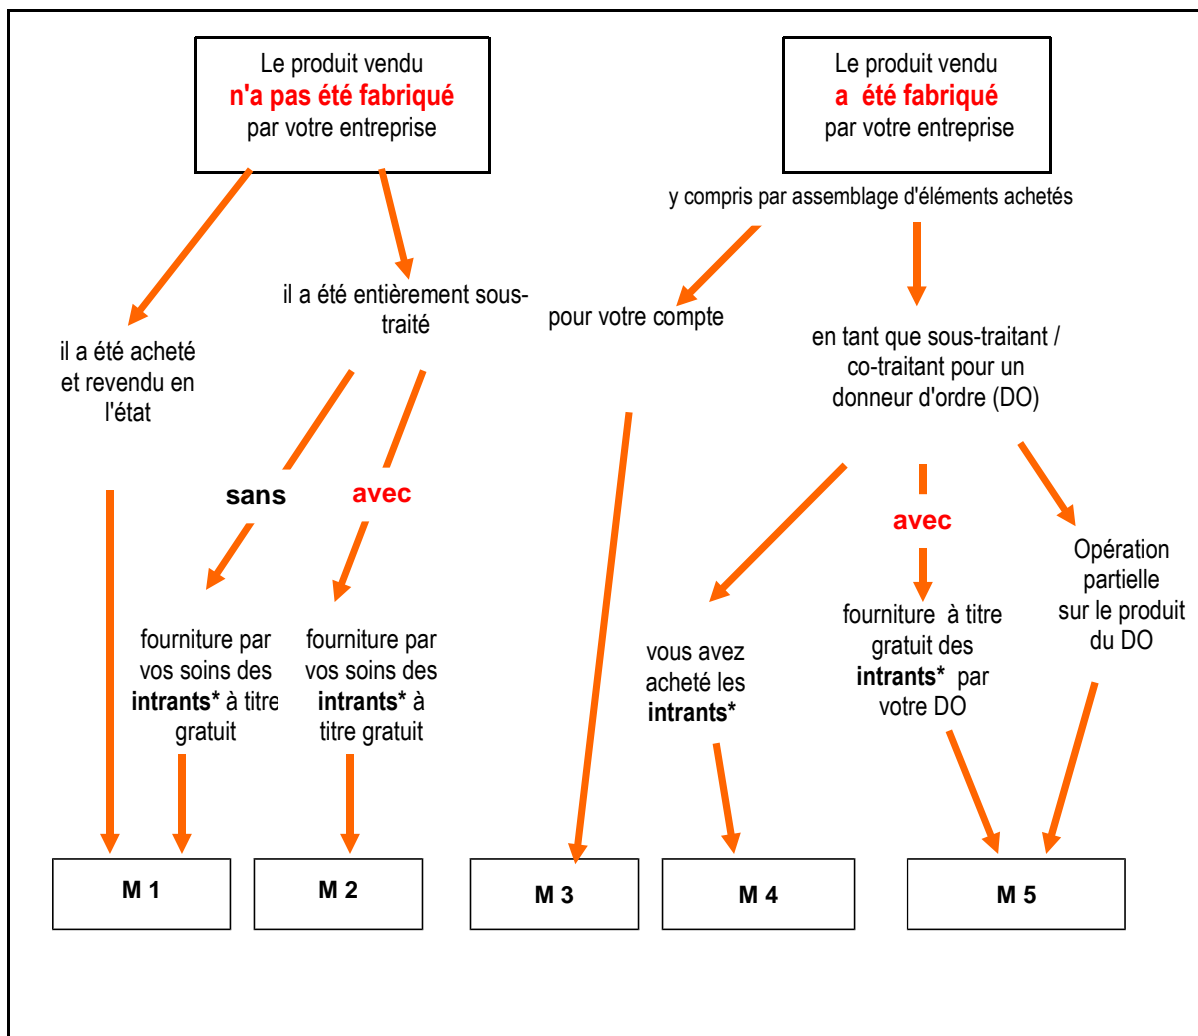 Le produit vendu
n'a pas été fabriqué
par votre entreprise
Le produit vendu
a été fabriqué
par votre entreprise
y compris par assemblage d'éléments achetés
il a été acheté
et revendu en
l'état
il a été entièrement sous-
traité
sans
avec
fourniture par
vos soins des
intrants* à titre
gratuit
fourniture par
vos soins des
intrants* à
titre gratuit
pour votre compte
en tant que sous-traitant /
co-traitant pour un
donneur d'ordre (DO)
vous avez
acheté les
intrants*
avec
fourniture à titre
gratuit des
intrants* par
votre DO
Opération
partielle
sur le produit
du DO
M 1
M 2
M 3
M 4
M 5